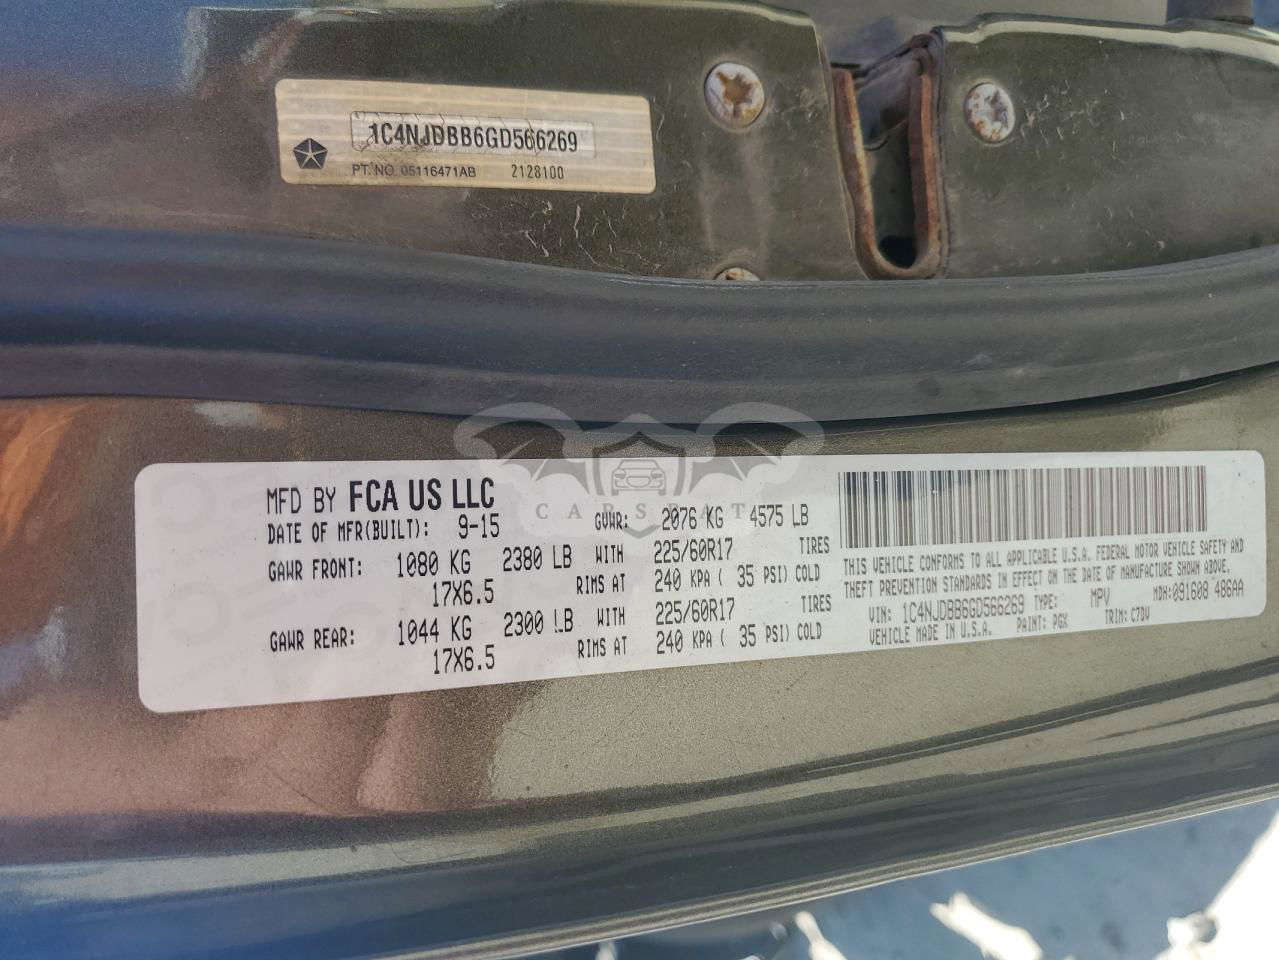 1C4NJDBB6GD566269
PT. NO. 05116471AB 2128100
MFD BY FCA US LLC
DATE OF MFR(BUILT): 9-15 GVWR: 2076 KG 4575 LB
GAWR FRONT: 1080 KG 2380 LB WITH 225/60R17 TIRES
17X6.5 RIMS AT 240 KPA ( 35 PSI) COLD
GAWR REAR: 1044 KG 2300 LB WITH 225/60R17 TIRES
17X6.5 RIMS AT 240 KPA ( 35 PSI) COLD
THIS VEHICLE CONFORMS TO ALL APPLICABLE U.S.A. FEDERAL MOTOR VEHICLE SAFETY AND
THEFT PREVENTION STANDARDS IN EFFECT ON THE DATE OF MANUFACTURE SHOWN ABOVE.
VIN: 1C4NJDBB6GD566269 TYPE: MPV MDH: 091608 486AA
VEHICLE MADE IN U.S.A. PAINT: PGX TRIM: C7DV
CARSFAT